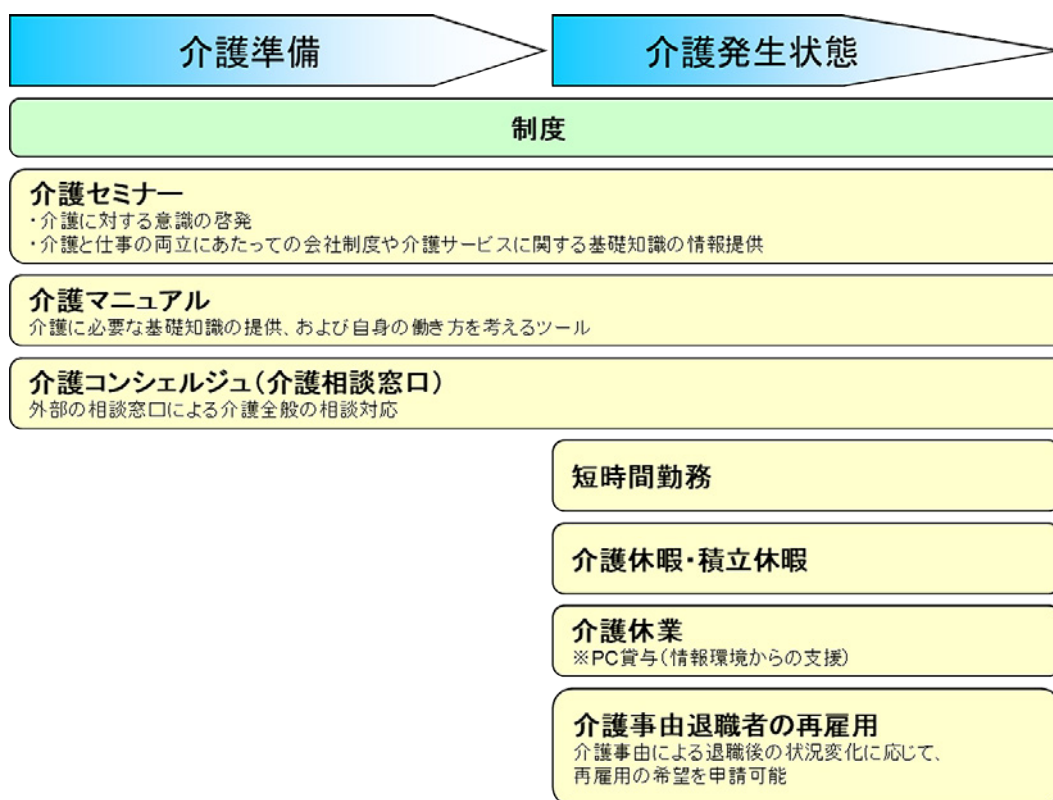 介護準備
介護発生状態
制度
介護セミナー
・介護に対する意識の啓発
・介護と仕事の両立にあたっての会社制度や介護サービスに関する基礎知識の情報提供
介護マニュアル
介護に必要な基礎知識の提供、および自身の働き方を考えるツール
介護コンシェルジュ(介護相談窓口)
外部の相談窓口による介護全般の相談対応
短時間勤務
介護休暇・積立休暇
介護休業
※PC貸与(情報環境からの支援)
介護事由退職者の再雇用
介護事由による退職後の状況変化に応じて、
再雇用の希望を申請可能